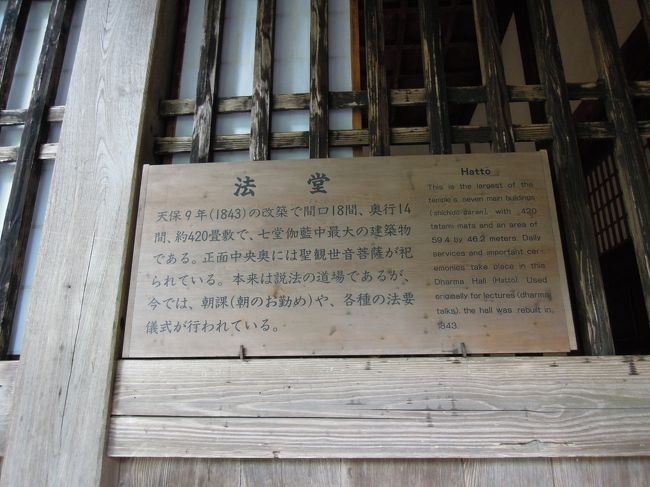 法堂
天保9年(1843)の改築で間口18間、奥行14
間、約420畳敷で、七堂伽藍中最大の建築物
である。正面中央奥には聖観世音菩薩が祀
られている。本来は説法の道場であるが、
今では、朝課(朝のお勤め)や、各種の法要
儀式が行われている。
Hattō
This is the largest of the
temple's seven main buildings
(shichidō garan), with 420
tatami mats and an area of
59.4 by 46.2 meters. Daily
services and important cer-
emonies take place in this
Dharma Hall (Hattō). Used
originally for lectures (dharma
talks), the hall was rebuilt in
1843.